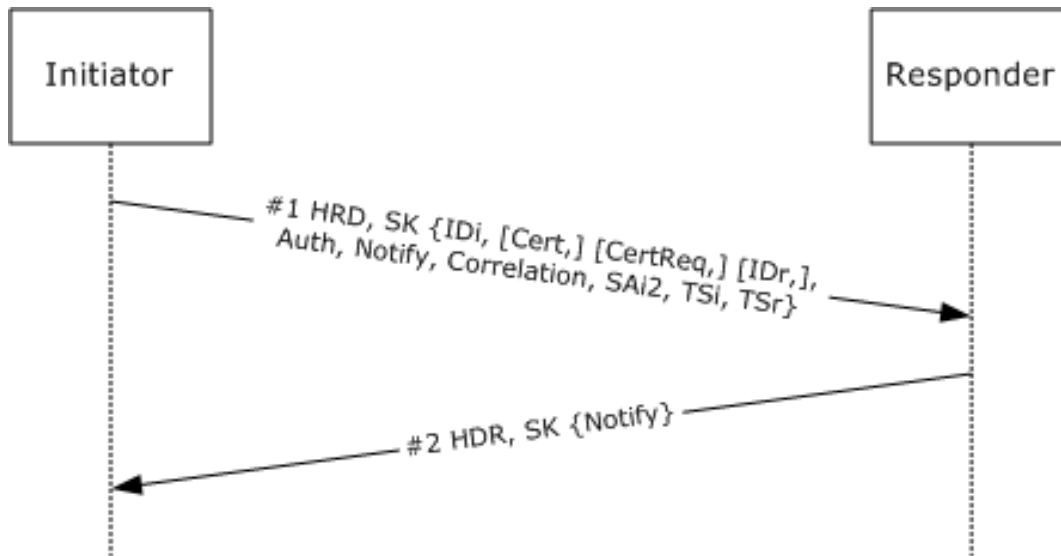 Initiator
Responder
#1 HRD, SK {IDi, [Cert,] [CertReq,] [IDr,],
Auth, Notify, Correlation, SAi2, TSi, TSr}
#2 HDR, SK {Notify}